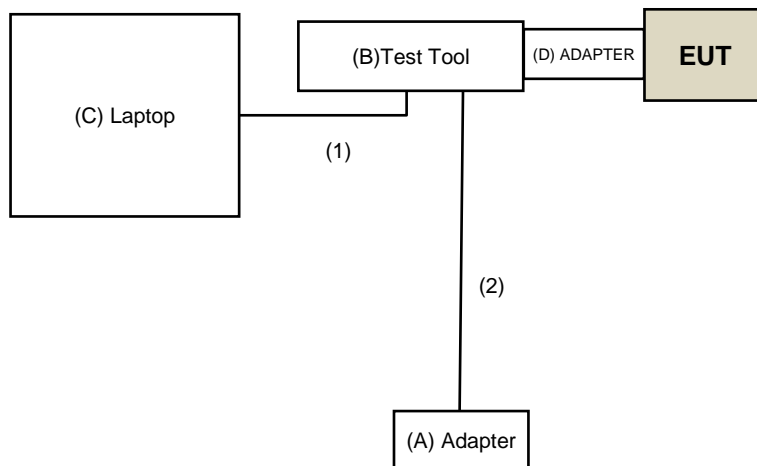 (B)Test Tool
(D) ADAPTER
EUT
(C) Laptop
(1)
(2)
(A) Adapter